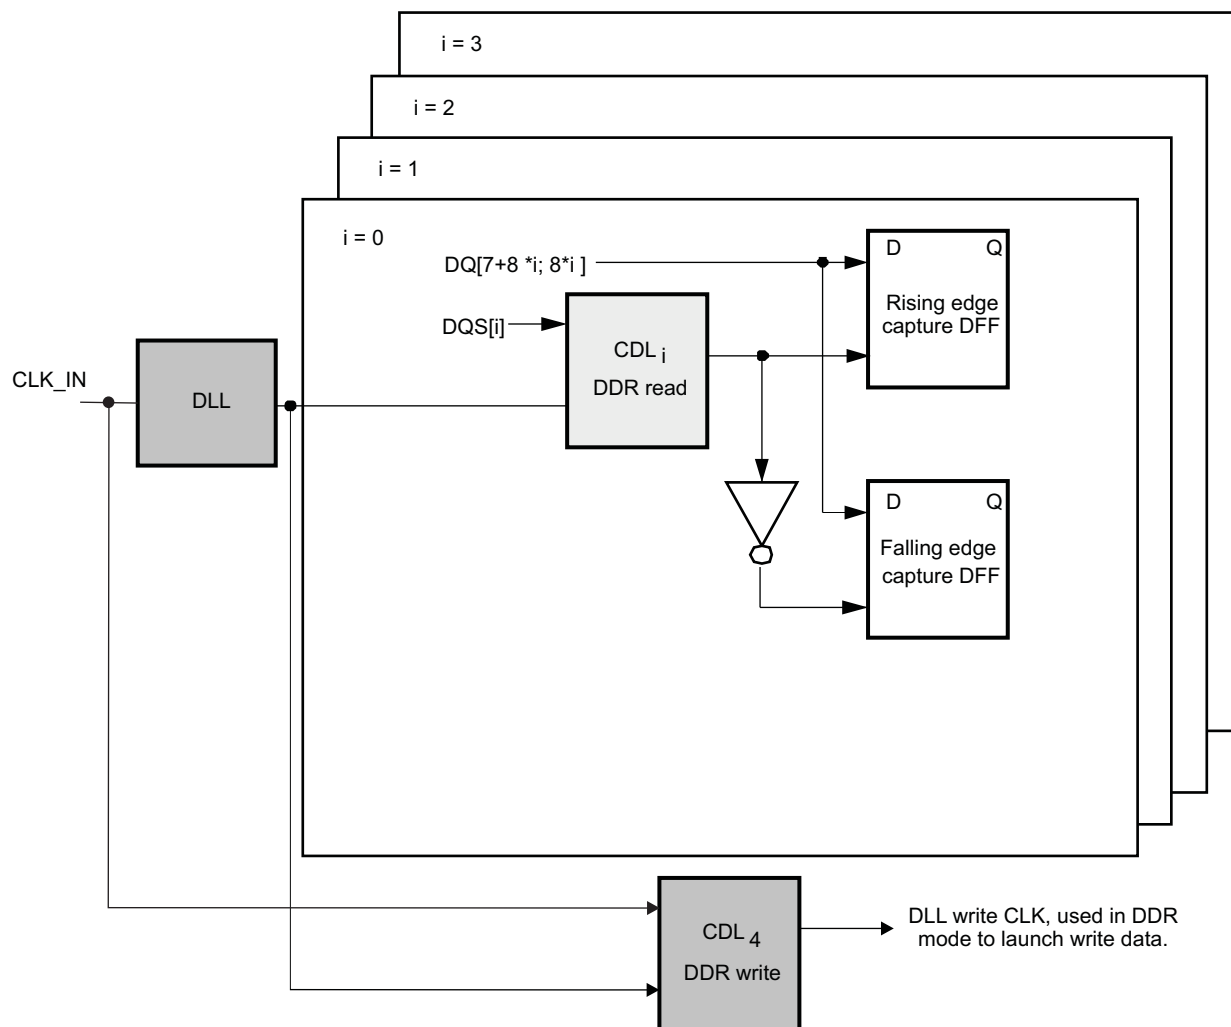 i = 3
i = 2
i = 1
i = 0
DQ[7+8 *i; 8*i ]
D Q
Rising edge
capture DFF
DQS[i]
CDL i
DDR read
CLK_IN
DLL
D Q
Falling edge
capture DFF
CDL 4
DDR write
DLL write CLK, used in DDR
mode to launch write data.